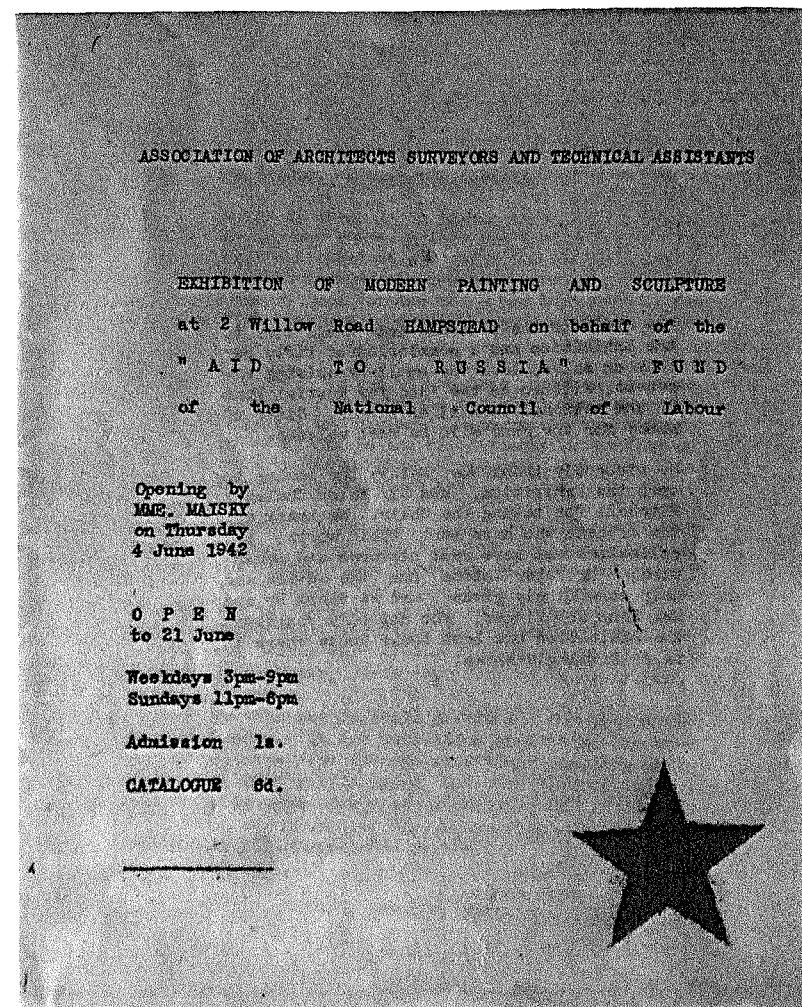 ASSOCIATION OF ARCHITECTS SURVEYORS AND TECHNICAL ASSISTANTS
EXHIBITION OF MODERN PAINTING AND SCULPTURE
at 2 Willow Road HAMPSTEAD on behalf of the
" A I D T O R U S S I A " F U N D
of the National Council of Labour
Opening by
MME. MAISKY
on Thursday
4 June 1942
O P E N
to 21 June
Weekdays 3pm-9pm
Sundays 11pm-6pm
Admission 1s.
CATALOGUE 6d.